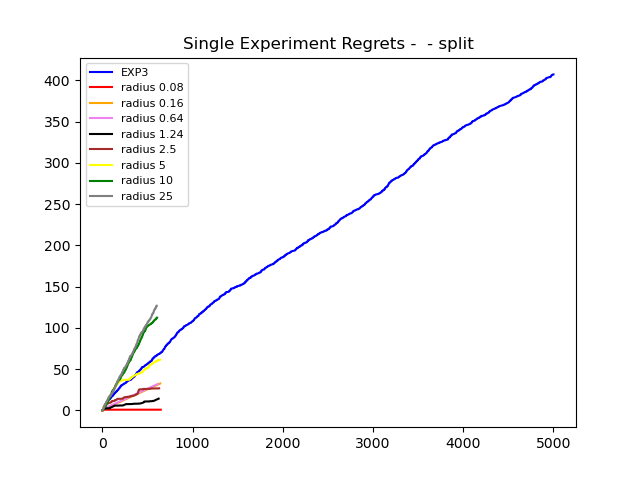 Single Experiment Regrets -  - split
EXP3
radius 0.08
radius 0.16
radius 0.64
radius 1.24
radius 2.5
radius 5
radius 10
radius 25
400
350
300
250
200
150
100
50
0
0 1000 2000 3000 4000 5000